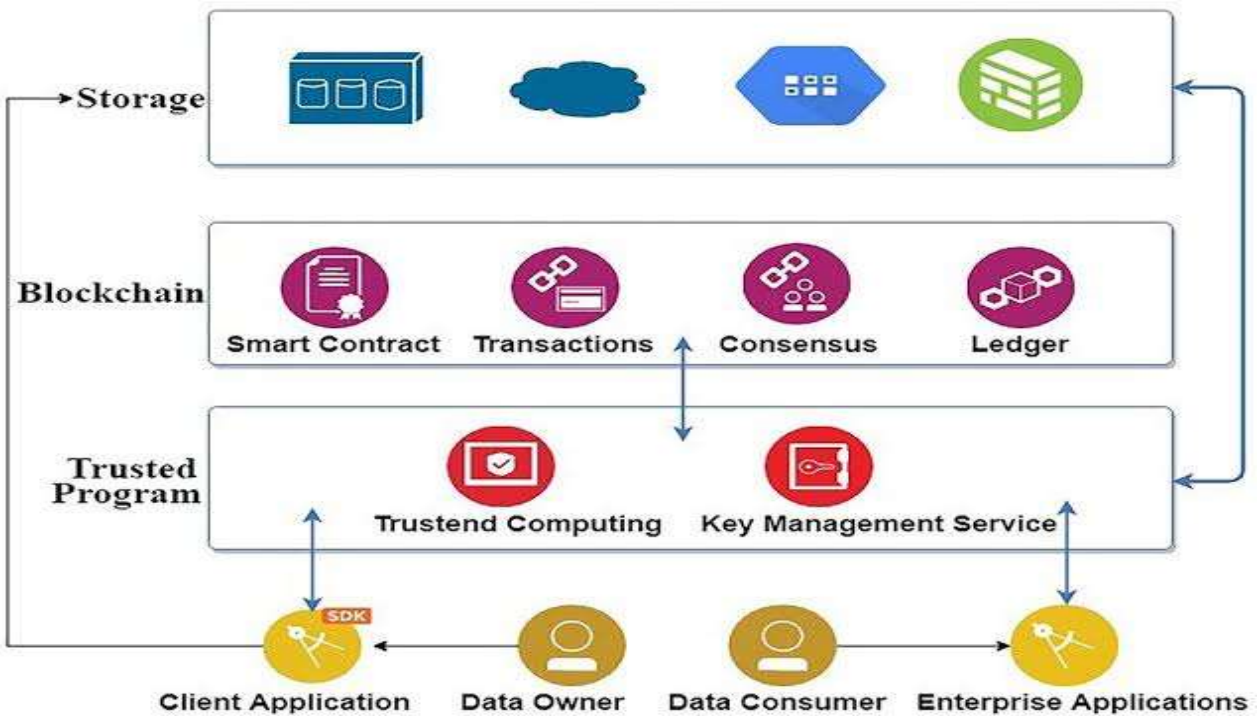 Storage
Blockchain
Smart Contract
Transactions
Consensus
Ledger
Trusted
Program
Trustend Computing
Key Management Service
SDK
Client Application
Data Owner
Data Consumer
Enterprise Applications